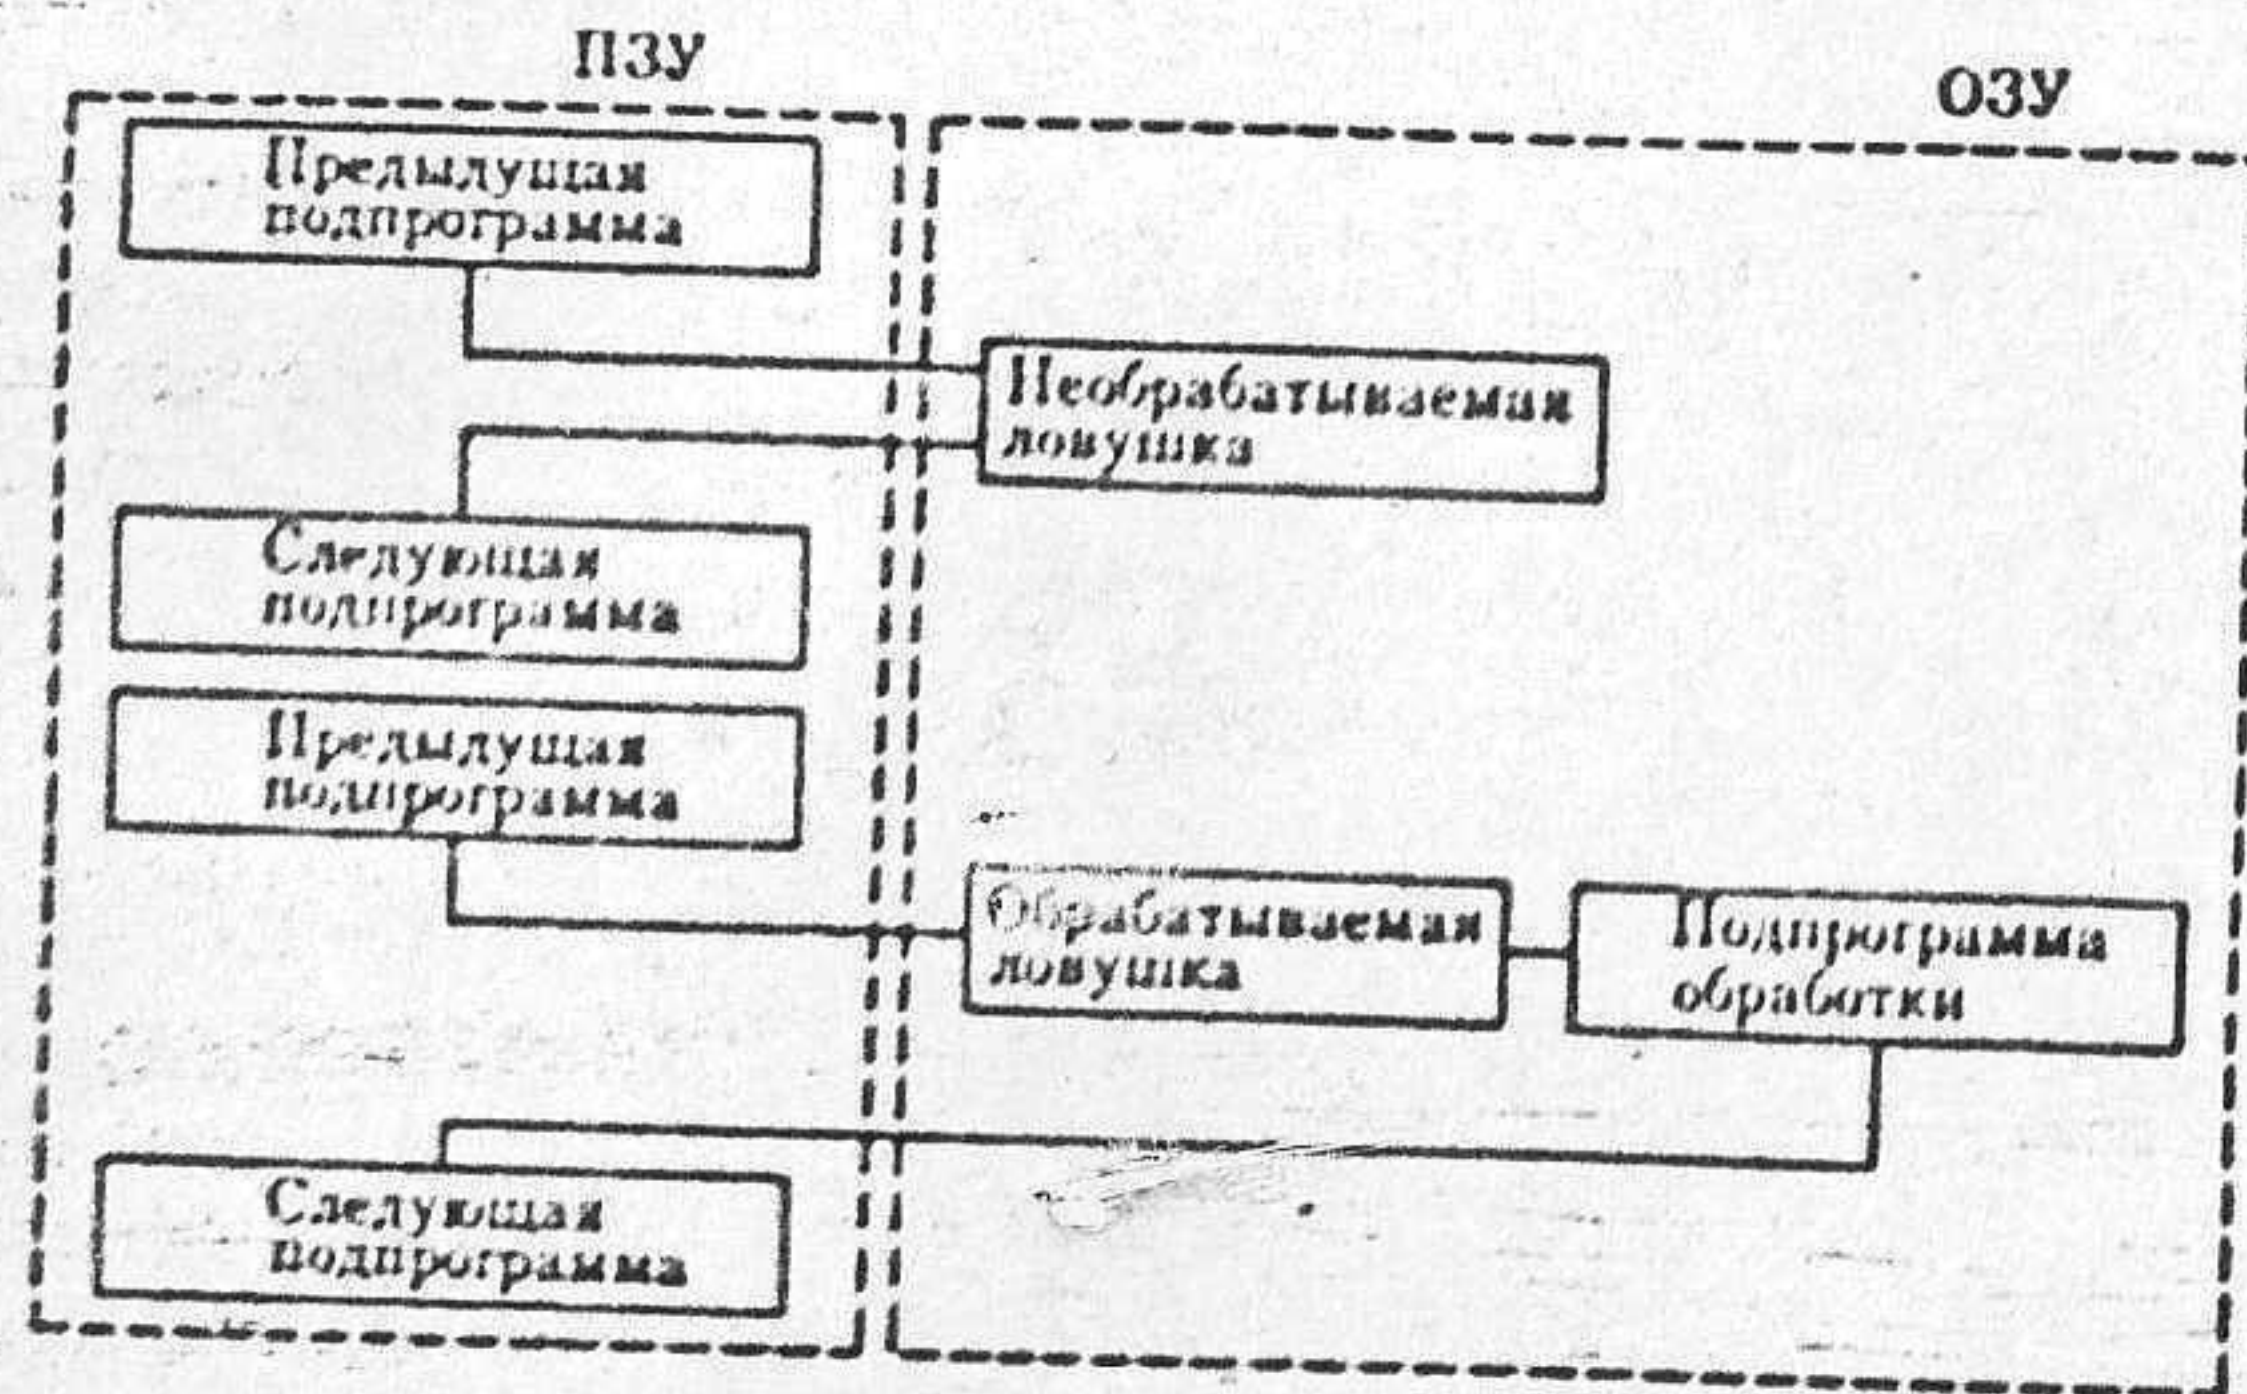 ПЗУ
ОЗУ
Предыдущая
подпрограмма
Необрабатываемая
ловушка
Следующая
подпрограмма
Предыдущая
подпрограмма
Обрабатываемая
ловушка
Подпрограмма
обработки
Следующая
подпрограмма